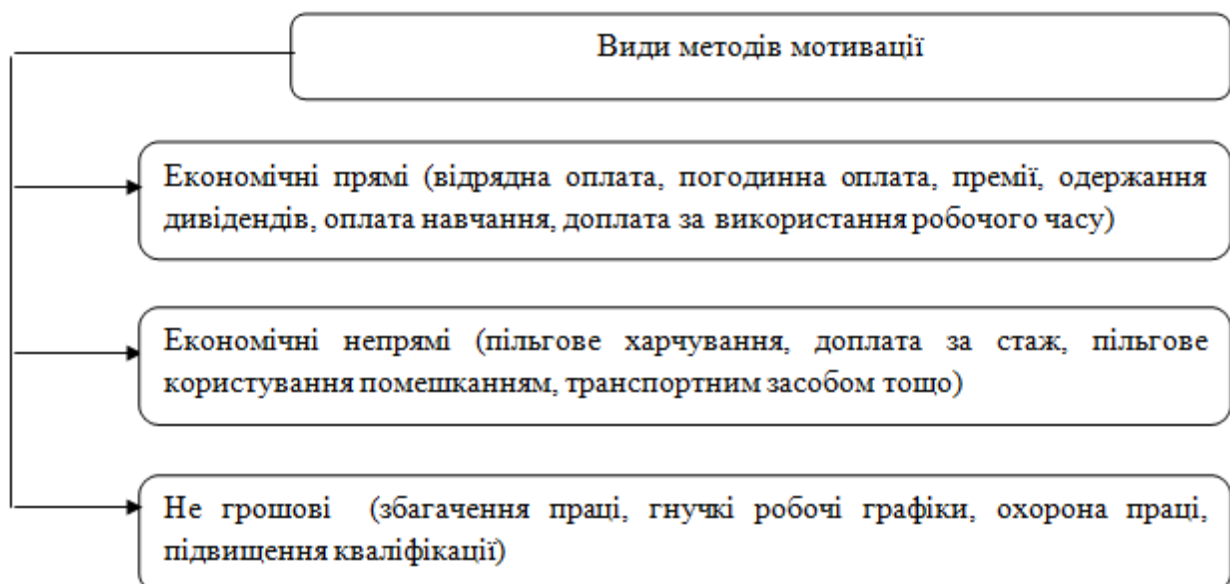 Види методів мотивації
Економічні прямі (відрядна оплата, погодинна оплата, премії, одержання
дивідендів, оплата навчання, доплата за використання робочого часу)
Економічні непрямі (пільгове харчування, доплата за стаж, пільгове
користування помешканням, транспортним засобом тощо)
Не грошові (збагачення праці, гнучкі робочі графіки, охорона праці,
підвищення кваліфікації)